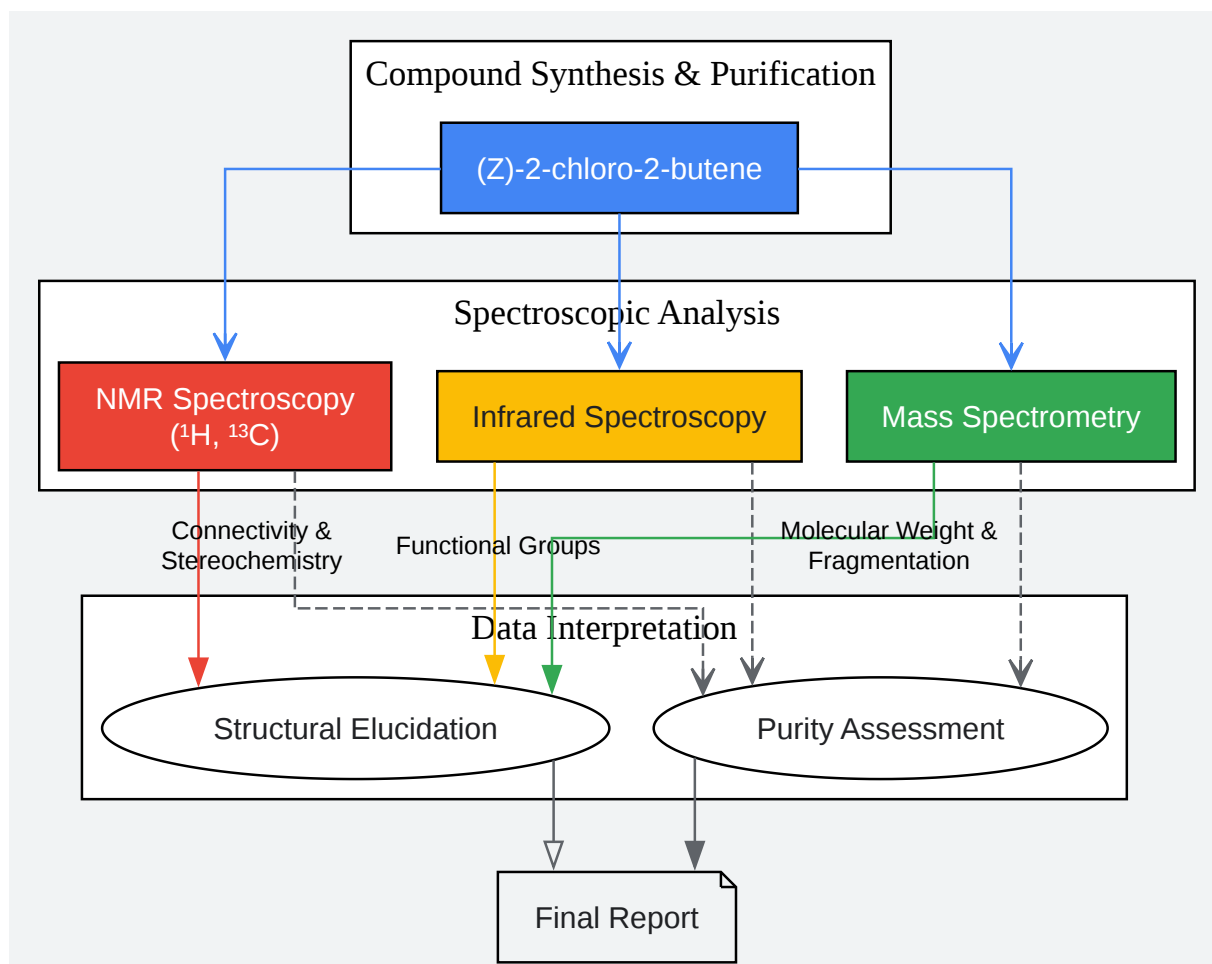 Compound Synthesis & Purification
(Z)-2-chloro-2-butene
Spectroscopic Analysis
NMR Spectroscopy
(¹H, ¹³C)
Infrared Spectroscopy
Mass Spectrometry
Connectivity &
Stereochemistry
Functional Groups
Molecular Weight &
Fragmentation
Data Interpretation
Structural Elucidation
Purity Assessment
Final Report